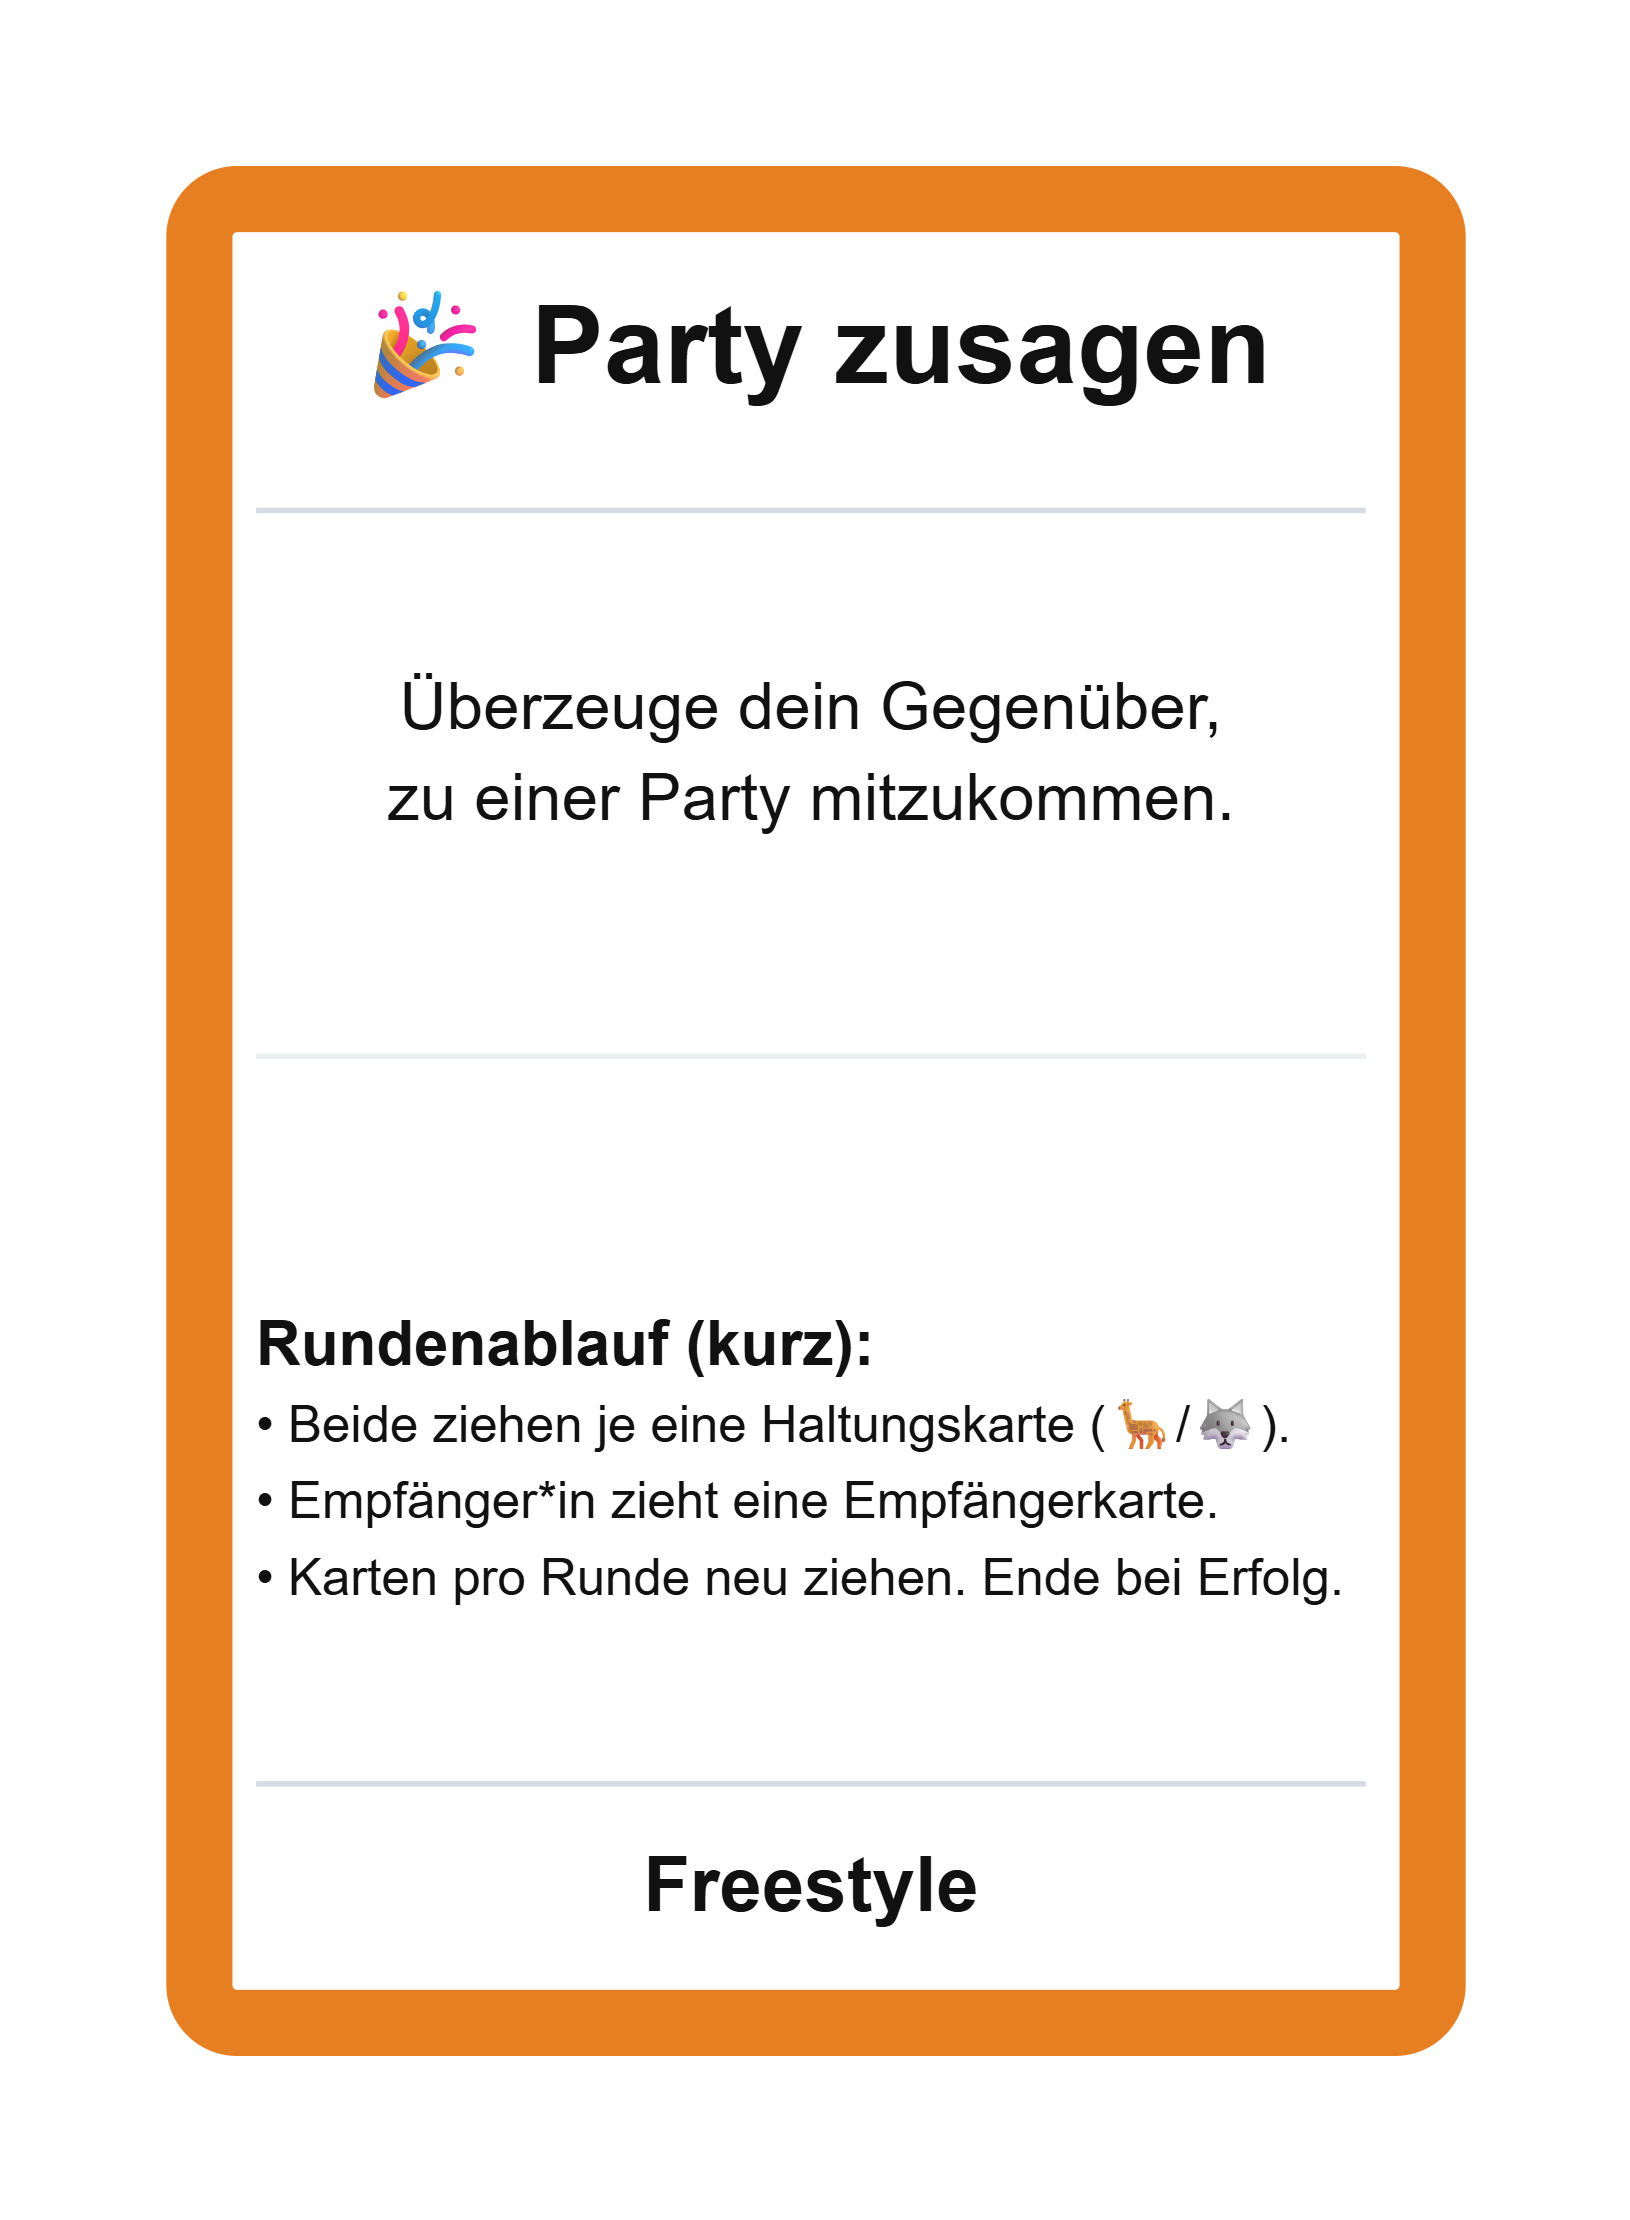 🎉 Party zusagen
Überzeuge dein Gegenüber,
zu einer Party mitzukommen.
Rundenablauf (kurz):
• Beide ziehen je eine Haltungskarte (🦒/🐺).
• Empfänger*in zieht eine Empfängerkarte.
• Karten pro Runde neu ziehen. Ende bei Erfolg.
Freestyle